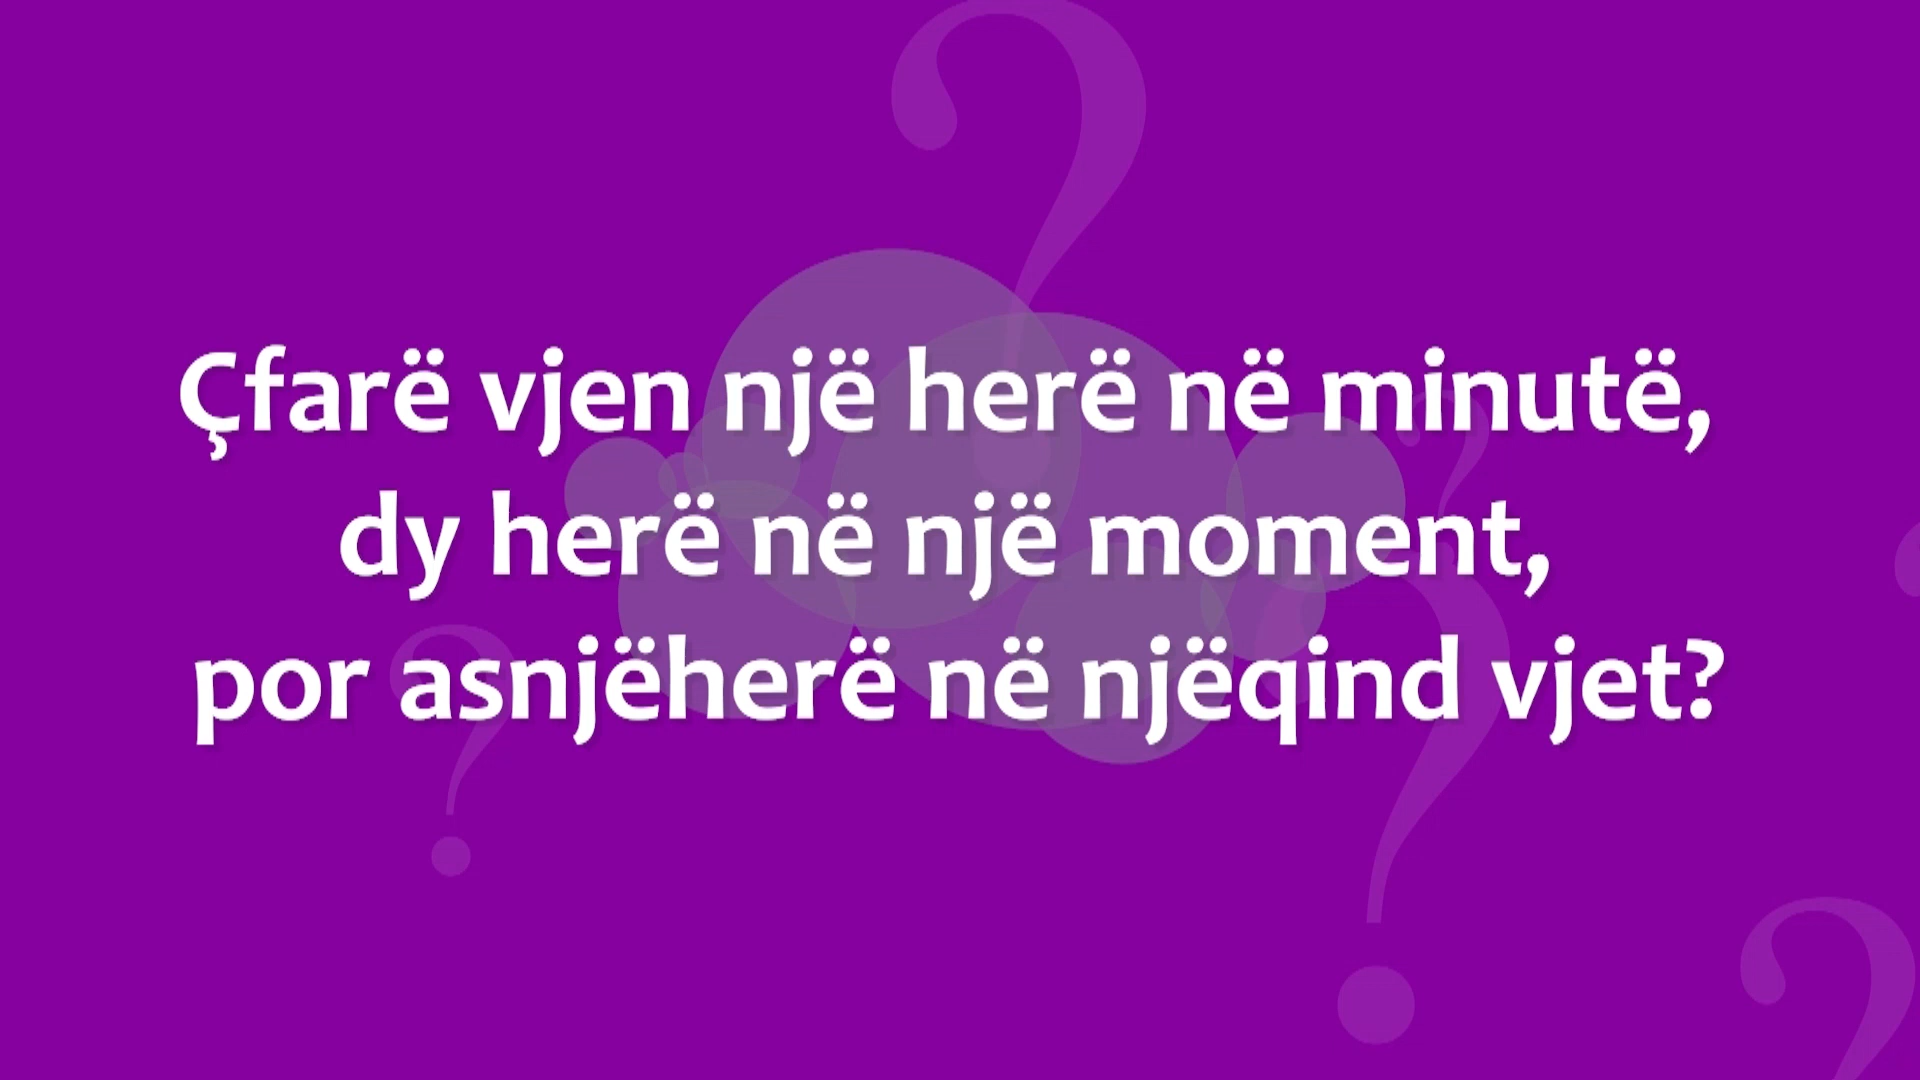 Çfarë vjen një herë në minutë,
dy herë në një moment,
por asnjëherë në njëqind vjet?